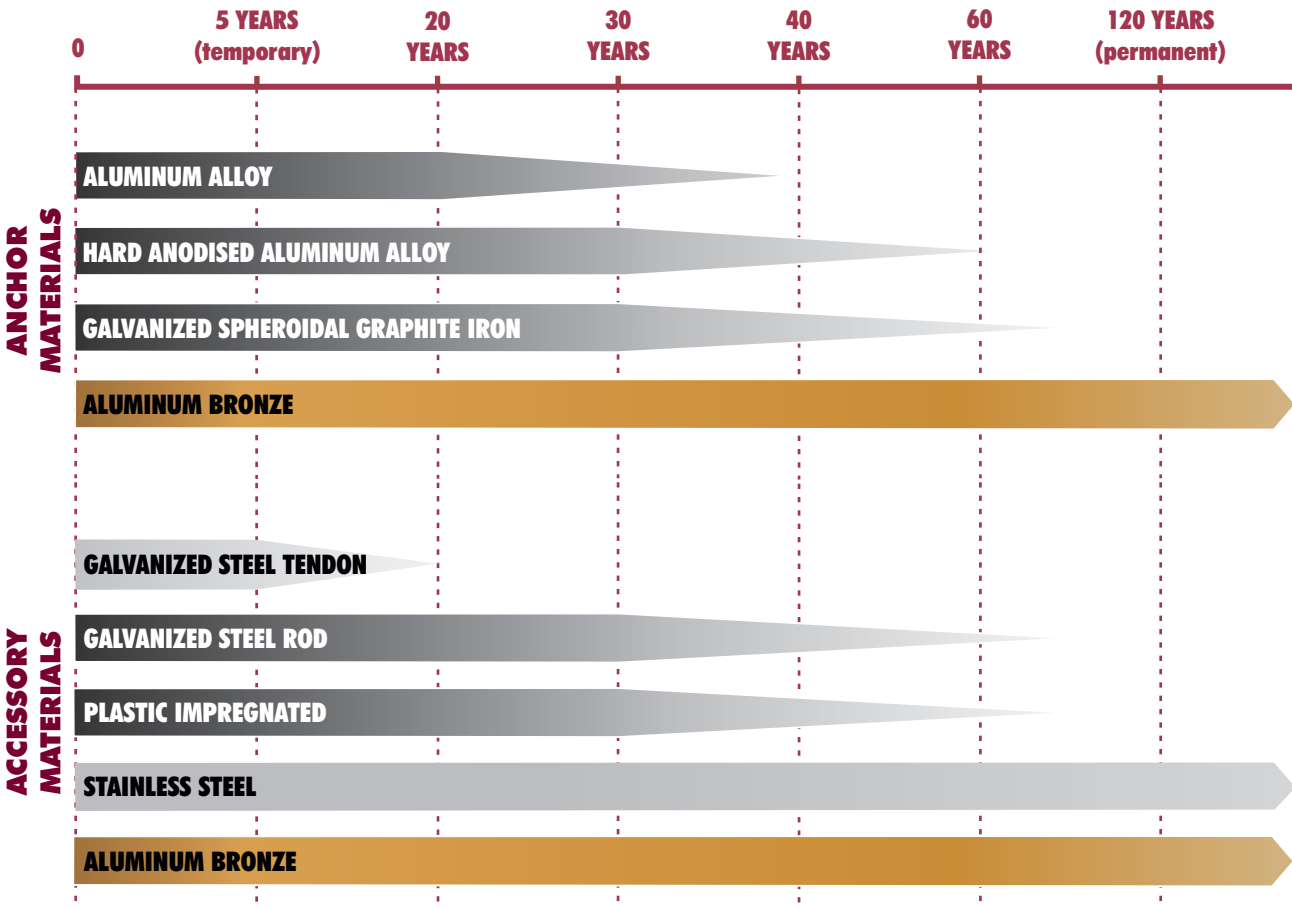 0
5 YEARS
(temporary)
20
YEARS
30
YEARS
40
YEARS
60
YEARS
120 YEARS
(permanent)
ANCHOR
MATERIALS
ALUMINUM ALLOY
HARD ANODISED ALUMINUM ALLOY
GALVANIZED SPHEROIDAL GRAPHITE IRON
ALUMINUM BRONZE
ACCESSORY
MATERIALS
GALVANIZED STEEL TENDON
GALVANIZED STEEL ROD
PLASTIC IMPREGNATED
STAINLESS STEEL
ALUMINUM BRONZE